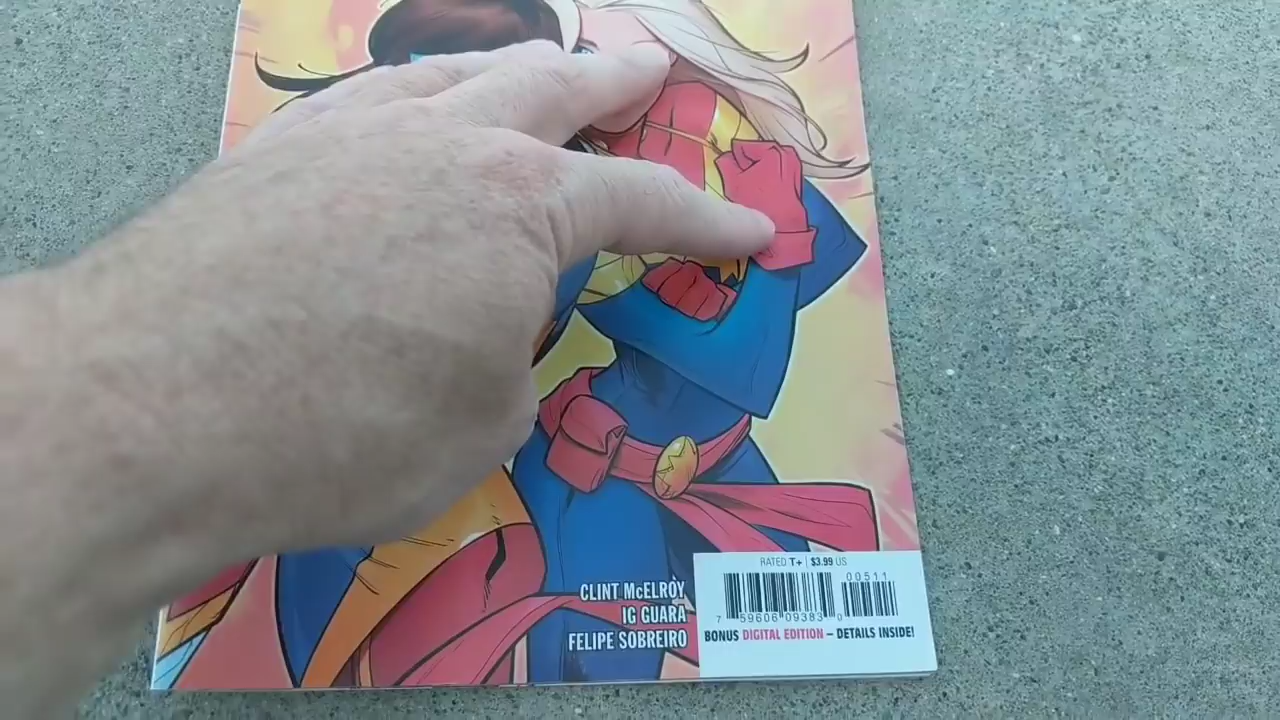 RATED T+ $3.99 US
00511
7 59606 09383 0
BONUS DIGITAL EDITION – DETAILS INSIDE!
CLINT McELROY
IG GUARA
FELIPE SOBREIRO